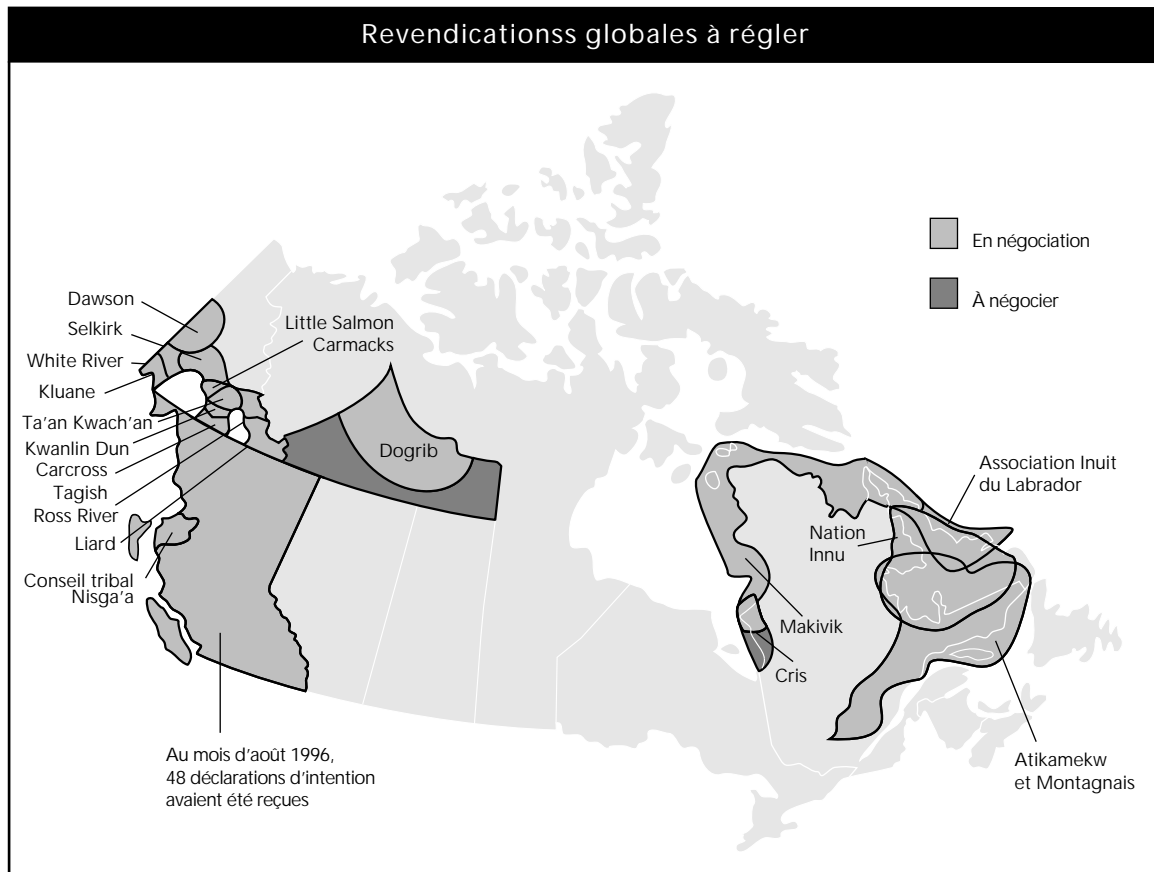 Revendicationss globales à régler
En négociation
À négocier
Dawson
Selkirk
White River
Kluane
Little Salmon
Carmacks
Ta'an Kwach'an
Kwanlin Dun
Carcross
Tagish
Ross River
Liard
Conseil tribal
Nisga'a
Dogrib
Association Inuit
du Labrador
Nation
Innu
Makivik
Cris
Au mois d'août 1996,
48 déclarations d'intention
avaient été reçues
Atikamekw
et Montagnais